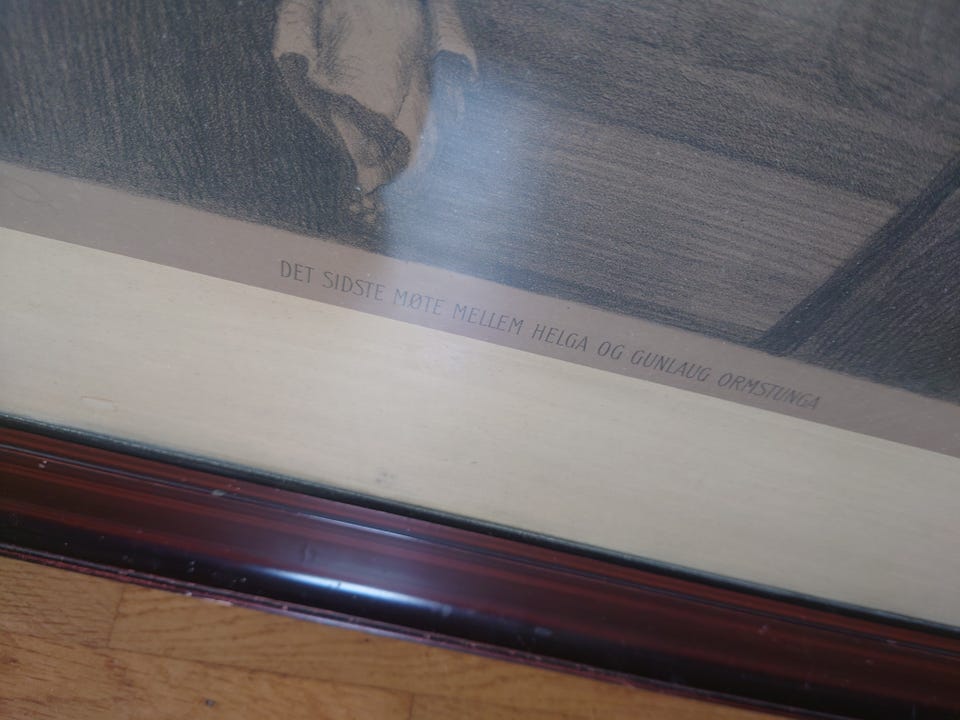 DET SIDSTE MØTE MELLEM HELGA OG GUNLAUG ORMSTUNGA